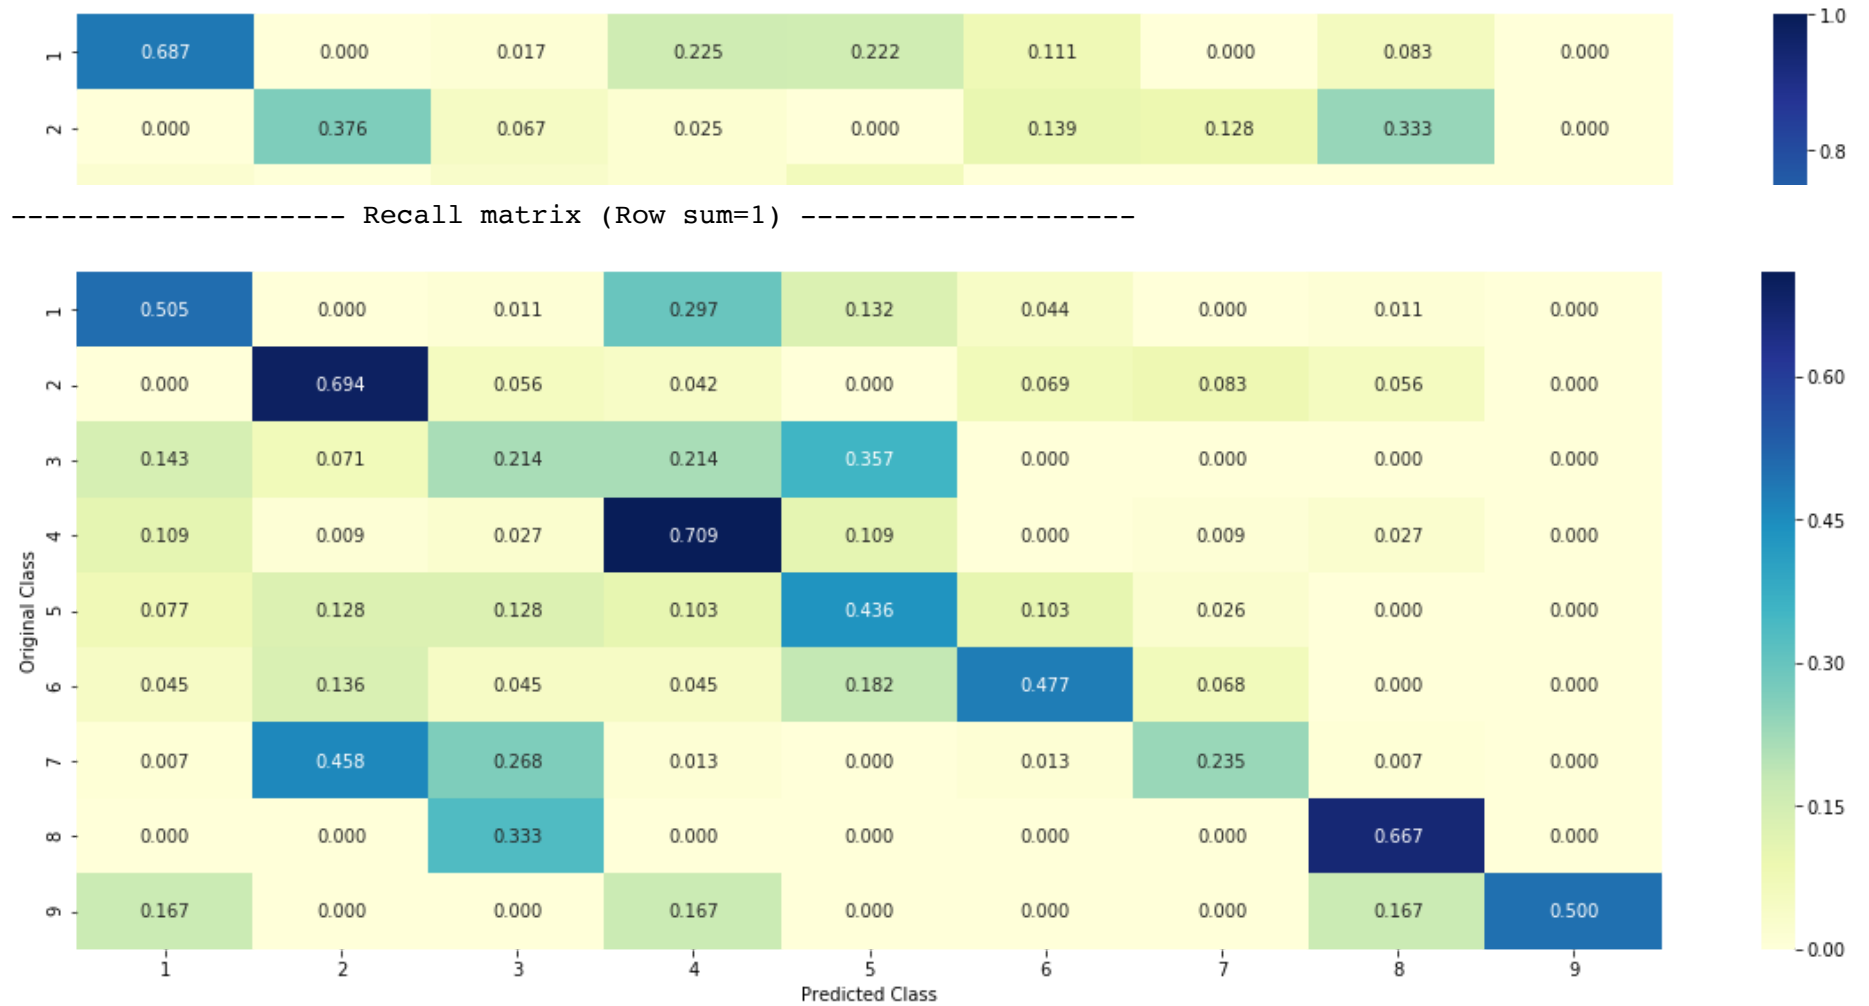 1 0.687 0.000 0.017 0.225 0.222 0.111 0.000 0.083 0.000 1.0
2 0.000 0.376 0.067 0.025 0.000 0.139 0.128 0.333 0.000 0.8
-------------------- Recall matrix (Row sum=1) --------------------
1 0.505 0.000 0.011 0.297 0.132 0.044 0.000 0.011 0.000
2 0.000 0.694 0.056 0.042 0.000 0.069 0.083 0.056 0.000 0.60
3 0.143 0.071 0.214 0.214 0.357 0.000 0.000 0.000 0.000
4 0.109 0.009 0.027 0.709 0.109 0.000 0.009 0.027 0.000 0.45
Original Class
5 0.077 0.128 0.128 0.103 0.436 0.103 0.026 0.000 0.000
6 0.045 0.136 0.045 0.045 0.182 0.477 0.068 0.000 0.000 0.30
7 0.007 0.458 0.268 0.013 0.000 0.013 0.235 0.007 0.000
8 0.000 0.000 0.333 0.000 0.000 0.000 0.000 0.667 0.000 0.15
9 0.167 0.000 0.000 0.167 0.000 0.000 0.000 0.167 0.500 0.00
1 2 3 4 5 6 7 8 9
Predicted Class